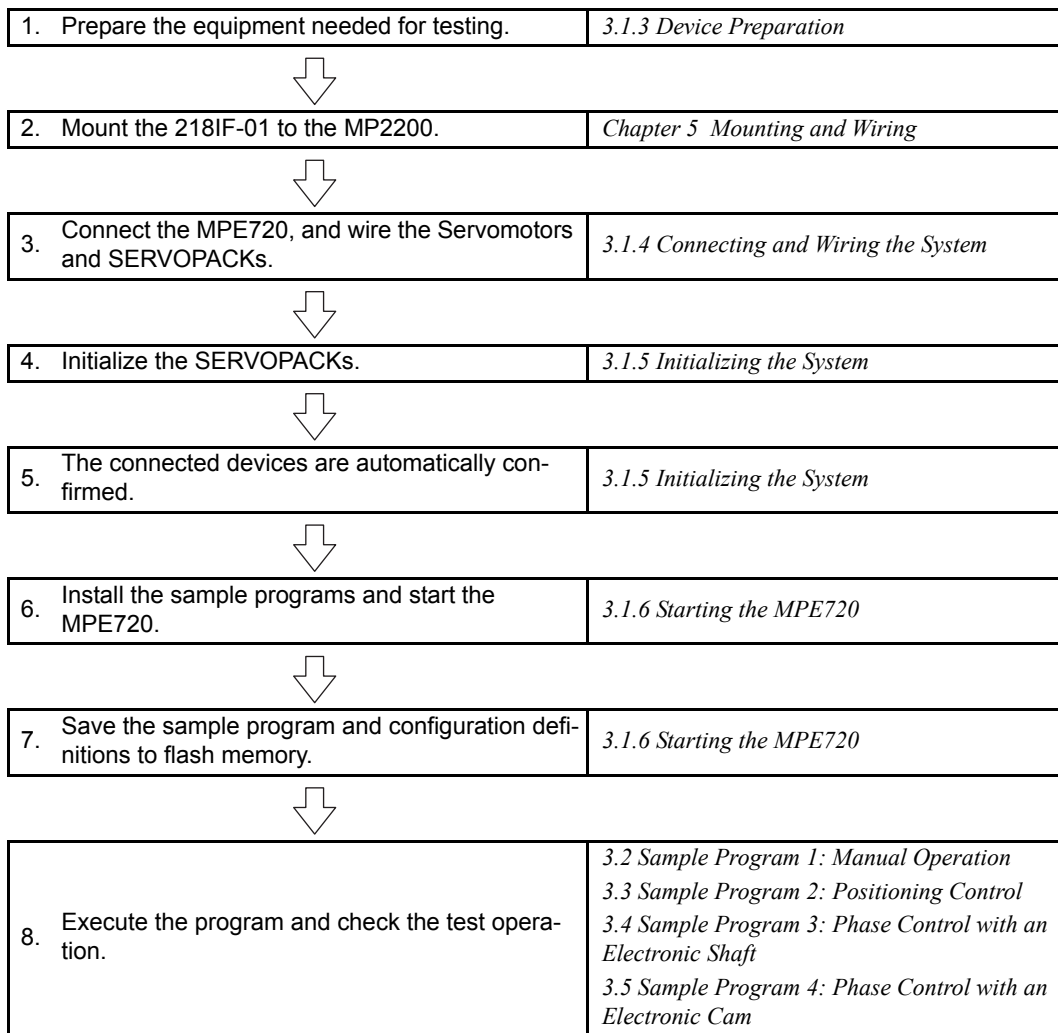 1. Prepare the equipment needed for testing. 3.1.3 Device Preparation
2. Mount the 218IF-01 to the MP2200. Chapter 5 Mounting and Wiring
3. Connect the MPE720, and wire the Servomotors
and SERVOPACKs. 3.1.4 Connecting and Wiring the System
4. Initialize the SERVOPACKs. 3.1.5 Initializing the System
5. The connected devices are automatically con-
firmed. 3.1.5 Initializing the System
6. Install the sample programs and start the
MPE720. 3.1.6 Starting the MPE720
7. Save the sample program and configuration defi-
nitions to flash memory. 3.1.6 Starting the MPE720
8. Execute the program and check the test opera-
tion.
3.2 Sample Program 1: Manual Operation
3.3 Sample Program 2: Positioning Control
3.4 Sample Program 3: Phase Control with an
Electronic Shaft
3.5 Sample Program 4: Phase Control with an
Electronic Cam